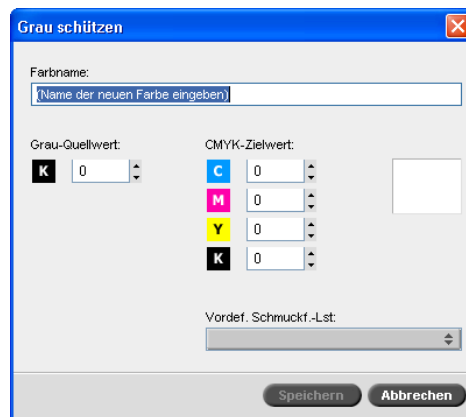 Grau schützen
Farbname:
(Name der neuen Farbe eingeben)
Grau-Quellwert:
CMYK-Zielwert:
K 0
C 0
M 0
Y 0
K 0
Vordef. Schmuckf.-Lst:
Speichern Abbrechen